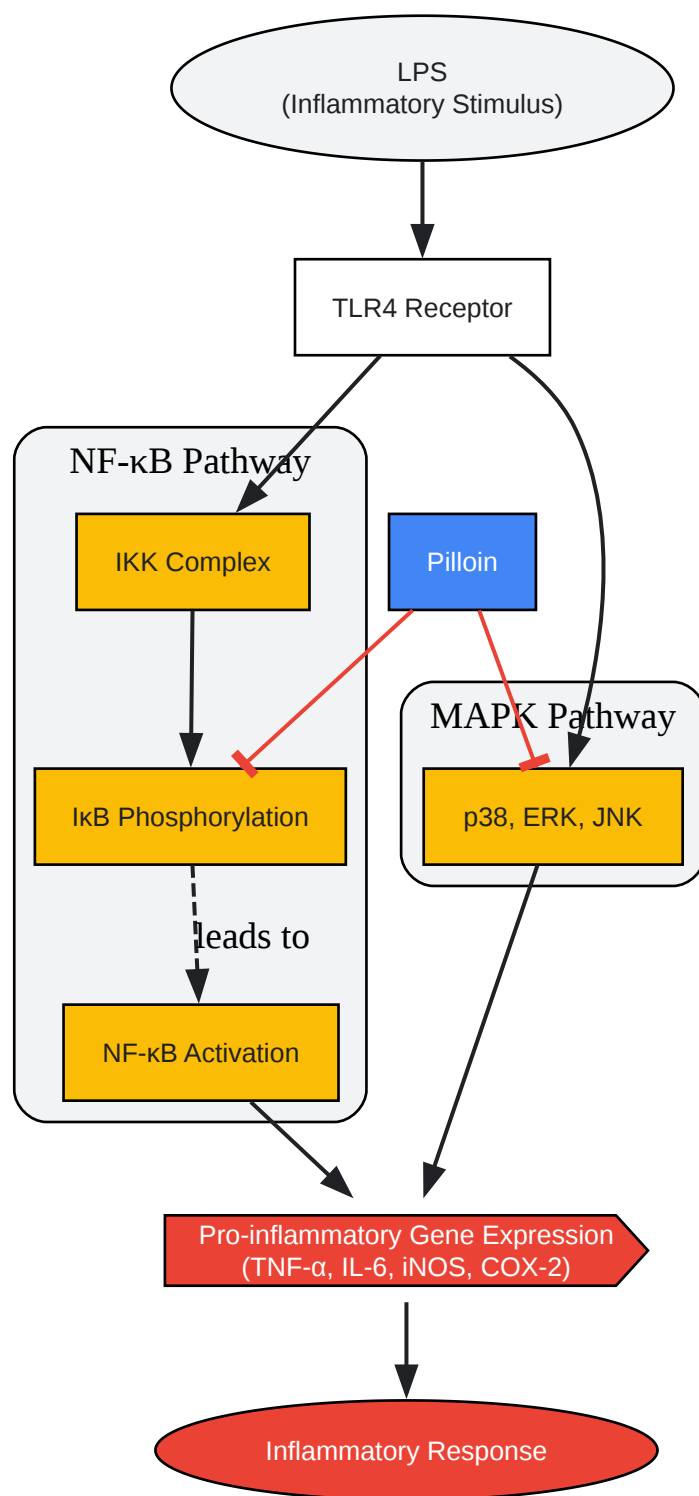 LPS
(Inflammatory Stimulus)
TLR4 Receptor
NF-κB Pathway
IKK Complex
Pilloin
MAPK Pathway
IκB Phosphorylation
p38, ERK, JNK
leads to
NF-κB Activation
Pro-inflammatory Gene Expression
(TNF-α, IL-6, iNOS, COX-2)
Inflammatory Response